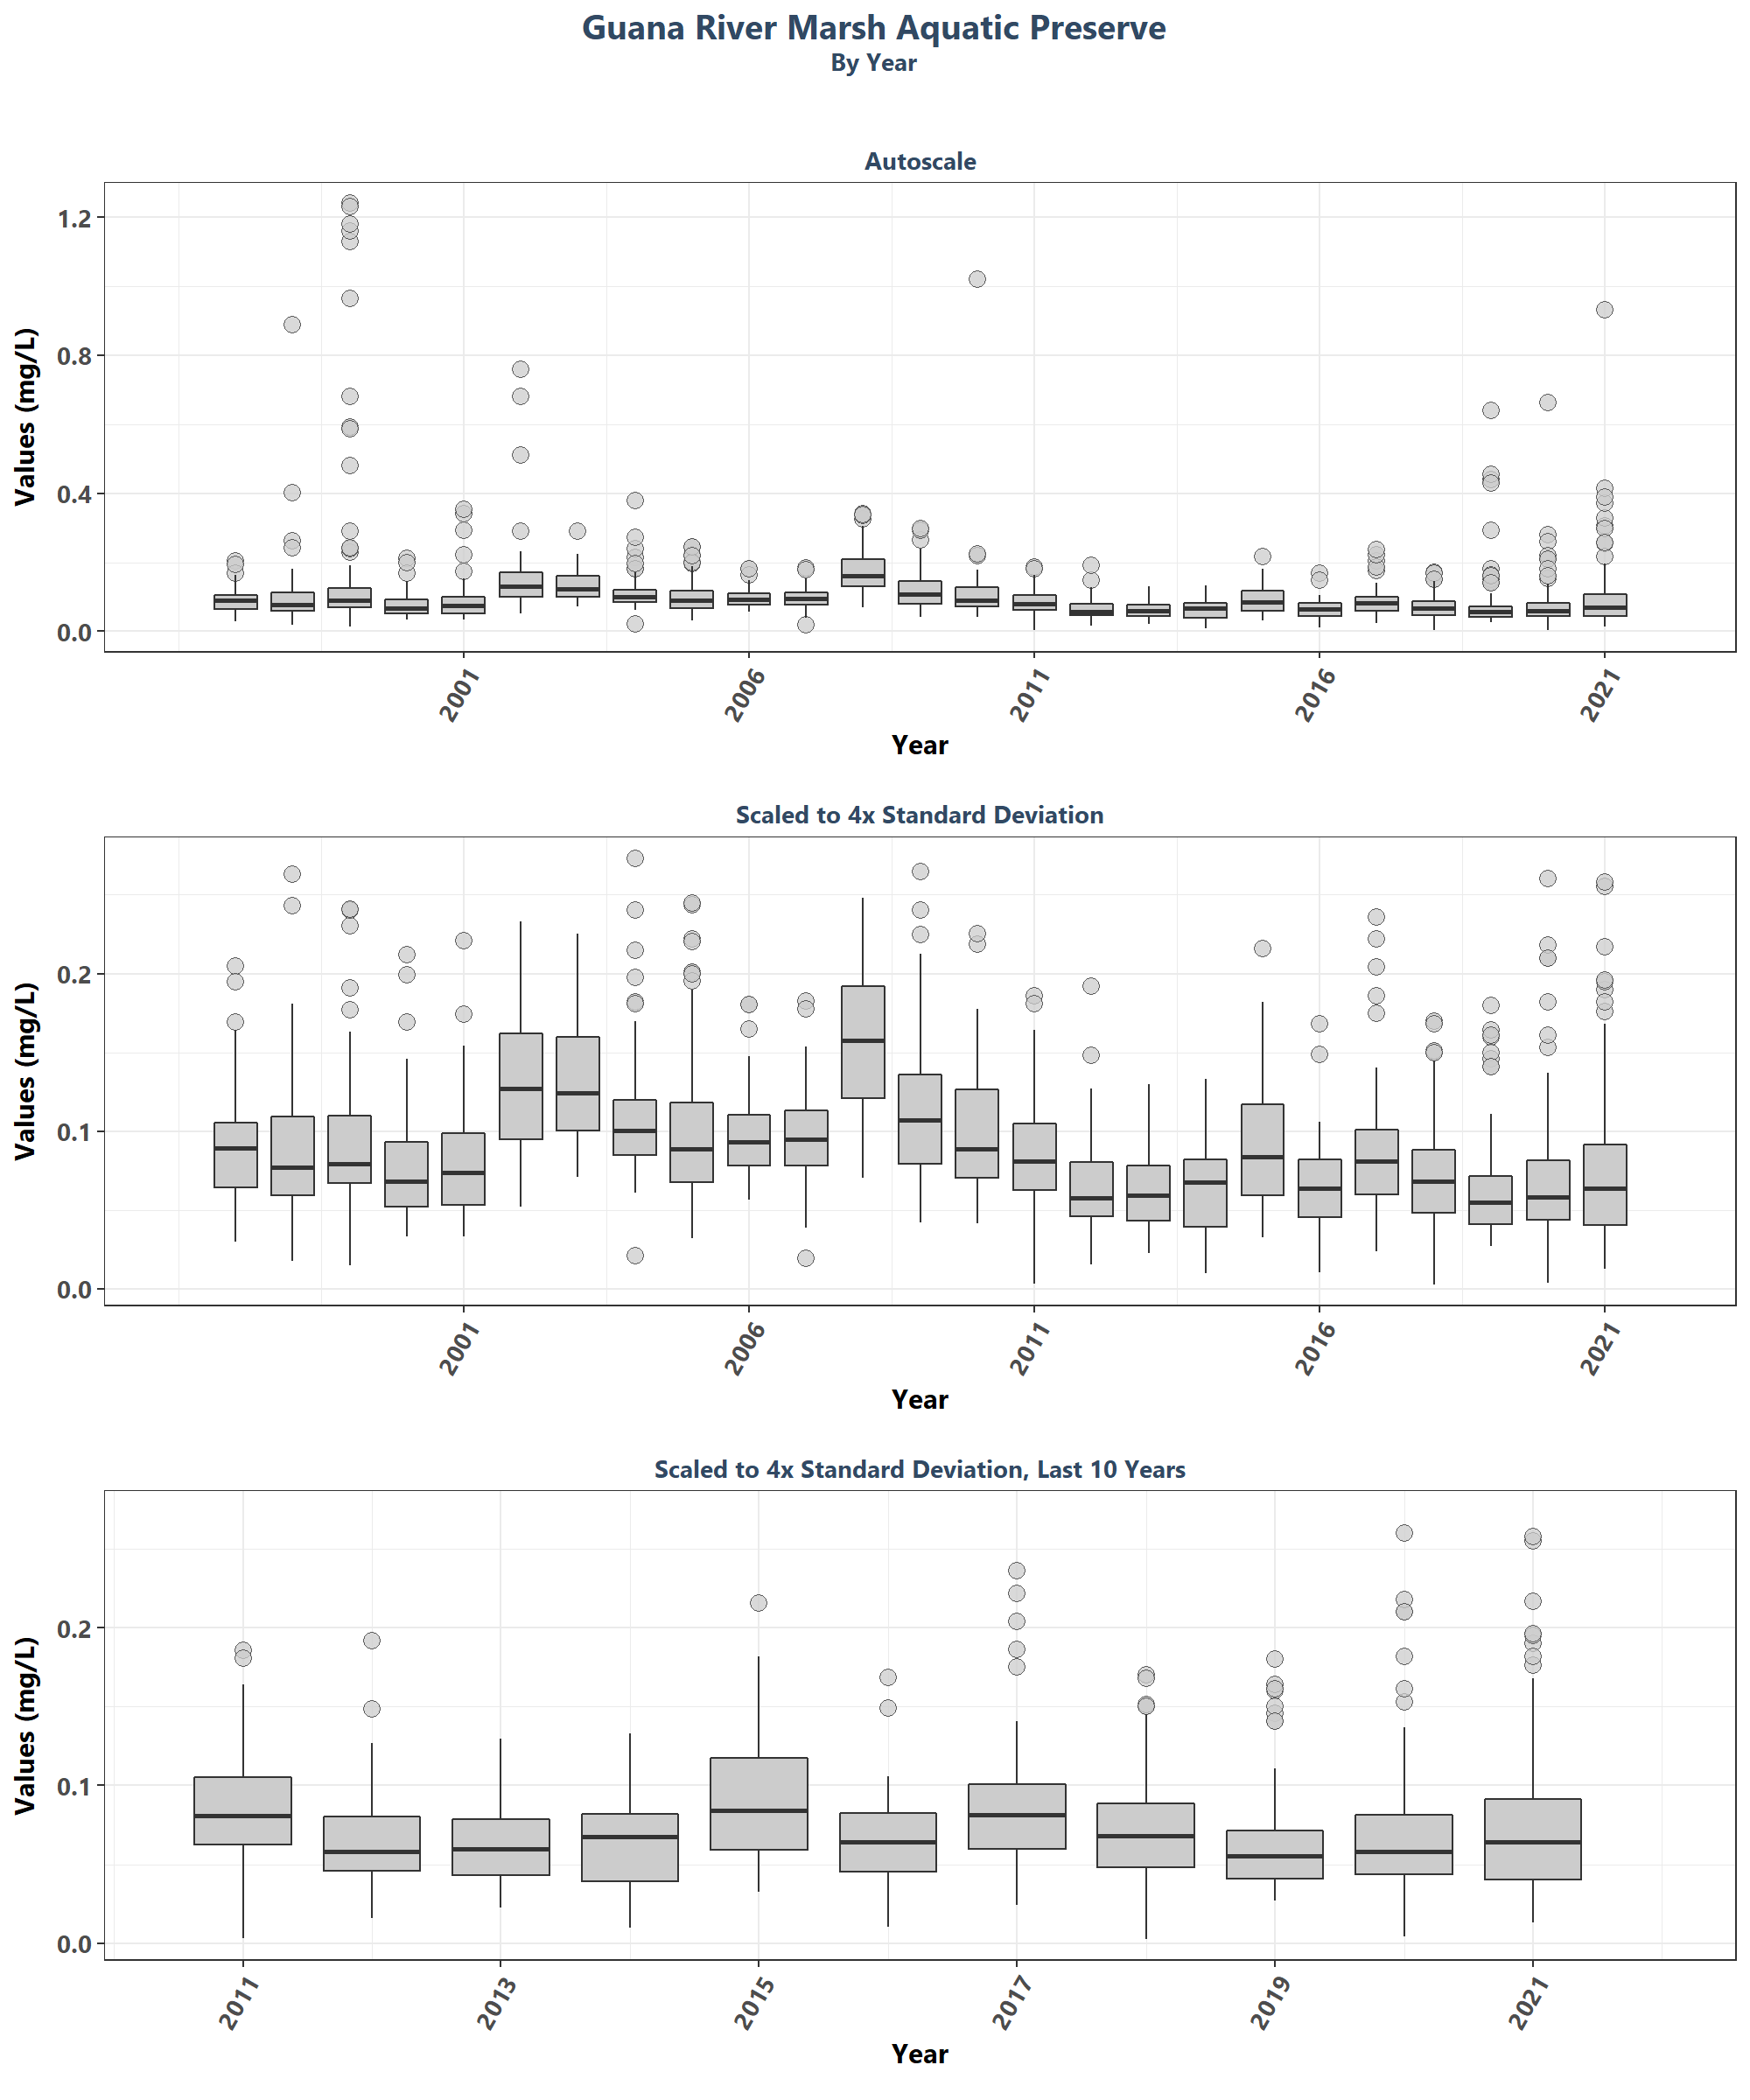 Guana River Marsh Aquatic Preserve
By Year
Autoscale
Values (mg/L)
1.2
0.8
0.4
0.0
2001 2006 2011 2016 2021
Year
Scaled to 4x Standard Deviation
Values (mg/L)
0.2
0.1
0.0
2001 2006 2011 2016 2021
Year
Scaled to 4x Standard Deviation, Last 10 Years
Values (mg/L)
0.2
0.1
0.0
2011 2013 2015 2017 2019 2021
Year